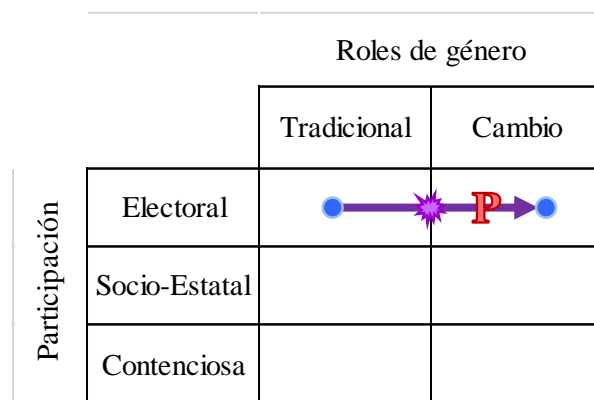 Roles de género
Tradicional Cambio
Participación
Electoral P
Socio-Estatal
Contenciosa